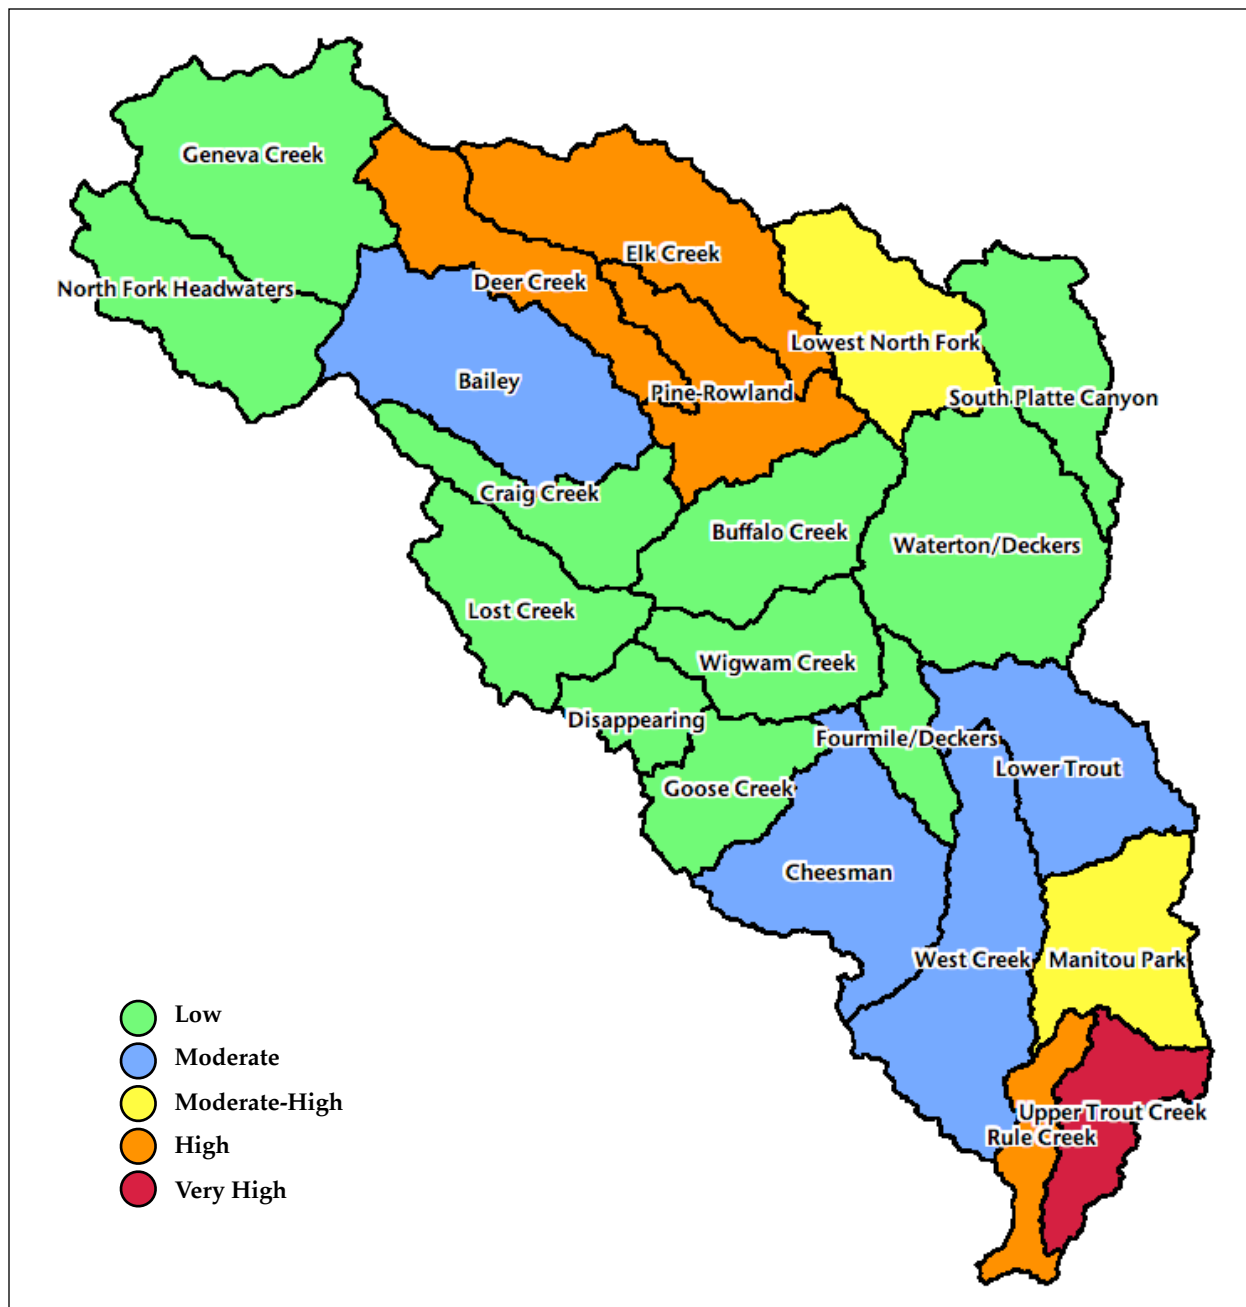 Geneva Creek
Elk Creek
Deer Creek
North Fork Headwaters
Lowest North Fork
Bailey
Pine-Rowland
South Platte Canyon
Craig Creek
Buffalo Creek
Waterton/Deckers
Lost Creek
Wigwam Creek
Disappearing
Fourmile/Deckers
Lower Trout
Goose Creek
Cheesman
West Creek
Manitou Park
Low
Moderate
Moderate-High
High
Very High
Upper Trout Creek
Rule Creek